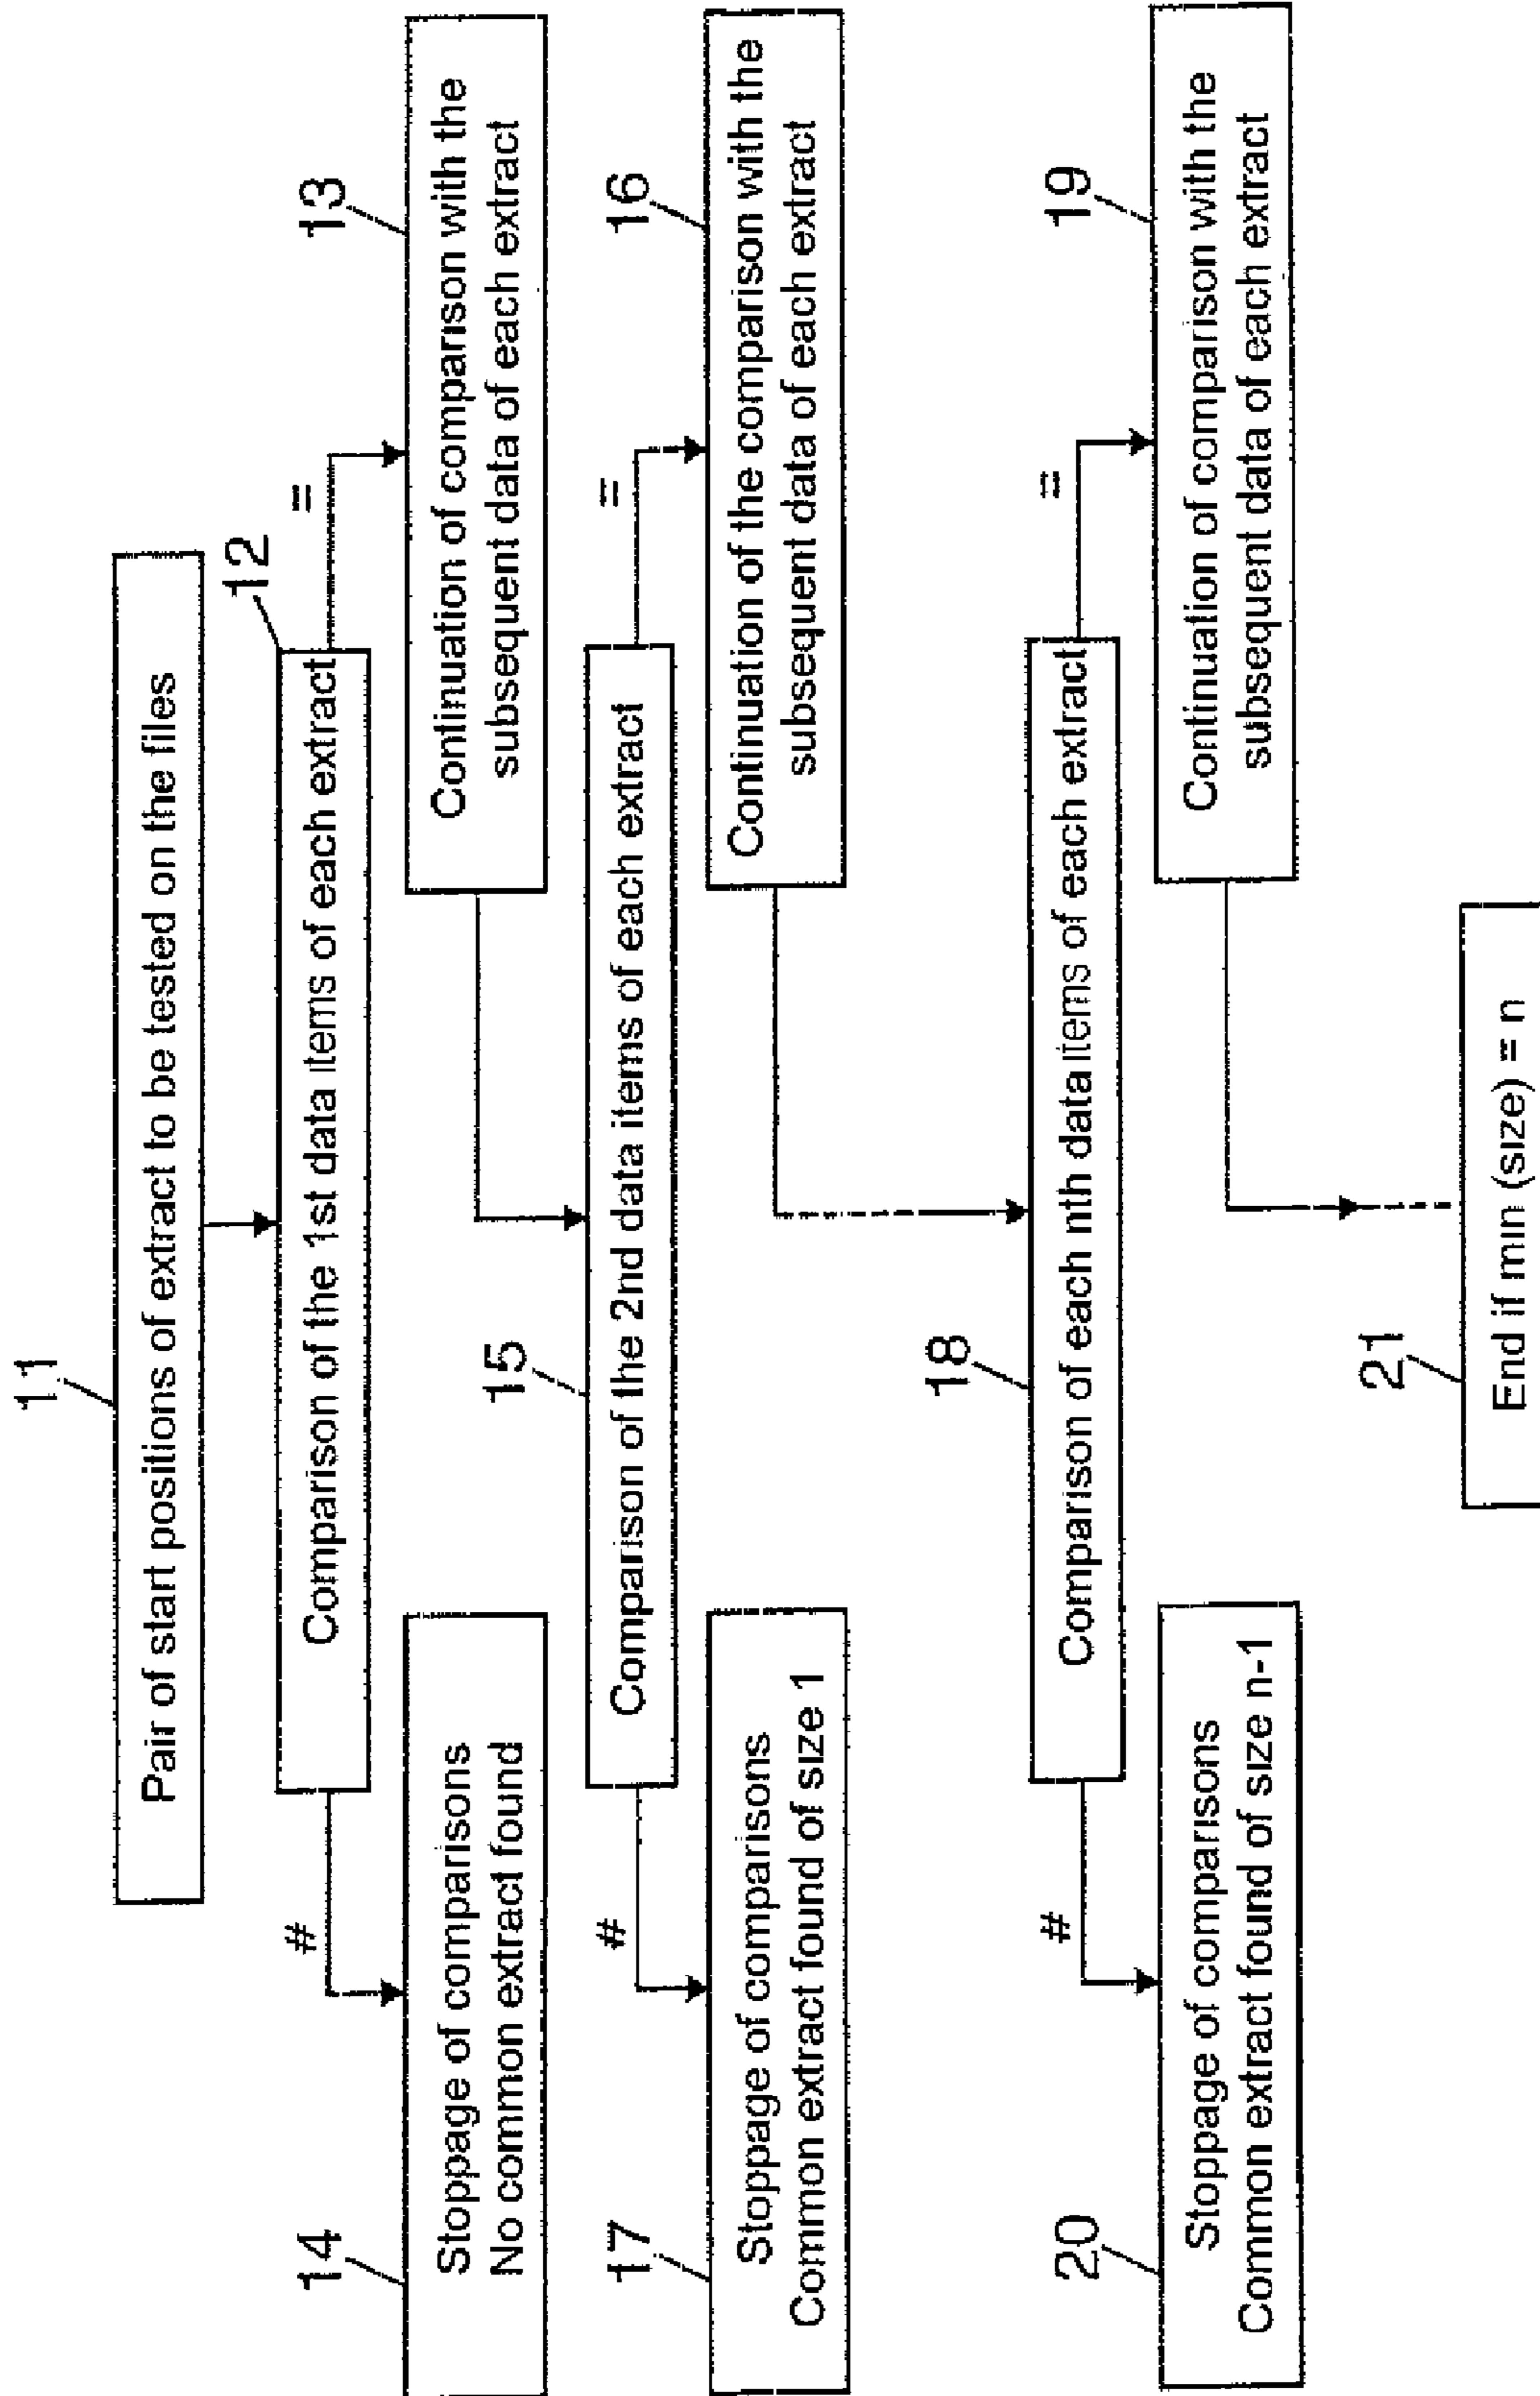 11
Pair of start positions of extract to be tested on the files
12
Comparison of the 1st data items of each extract
#
=
14
13
Stoppage of comparisons
No common extract found
Continuation of comparison with the
subsequent data of each extract
15
Comparison of the 2nd data items of each extract
#
=
17
16
Stoppage of comparisons
Common extract found of size 1
Continuation of the comparison with the
subsequent data of each extract
18
Comparison of each nth data items of each extract
#
=
20
19
Stoppage of comparisons
Common extract found of size n-1
Continuation of comparison with the
subsequent data of each extract
21
End if min (size) = n